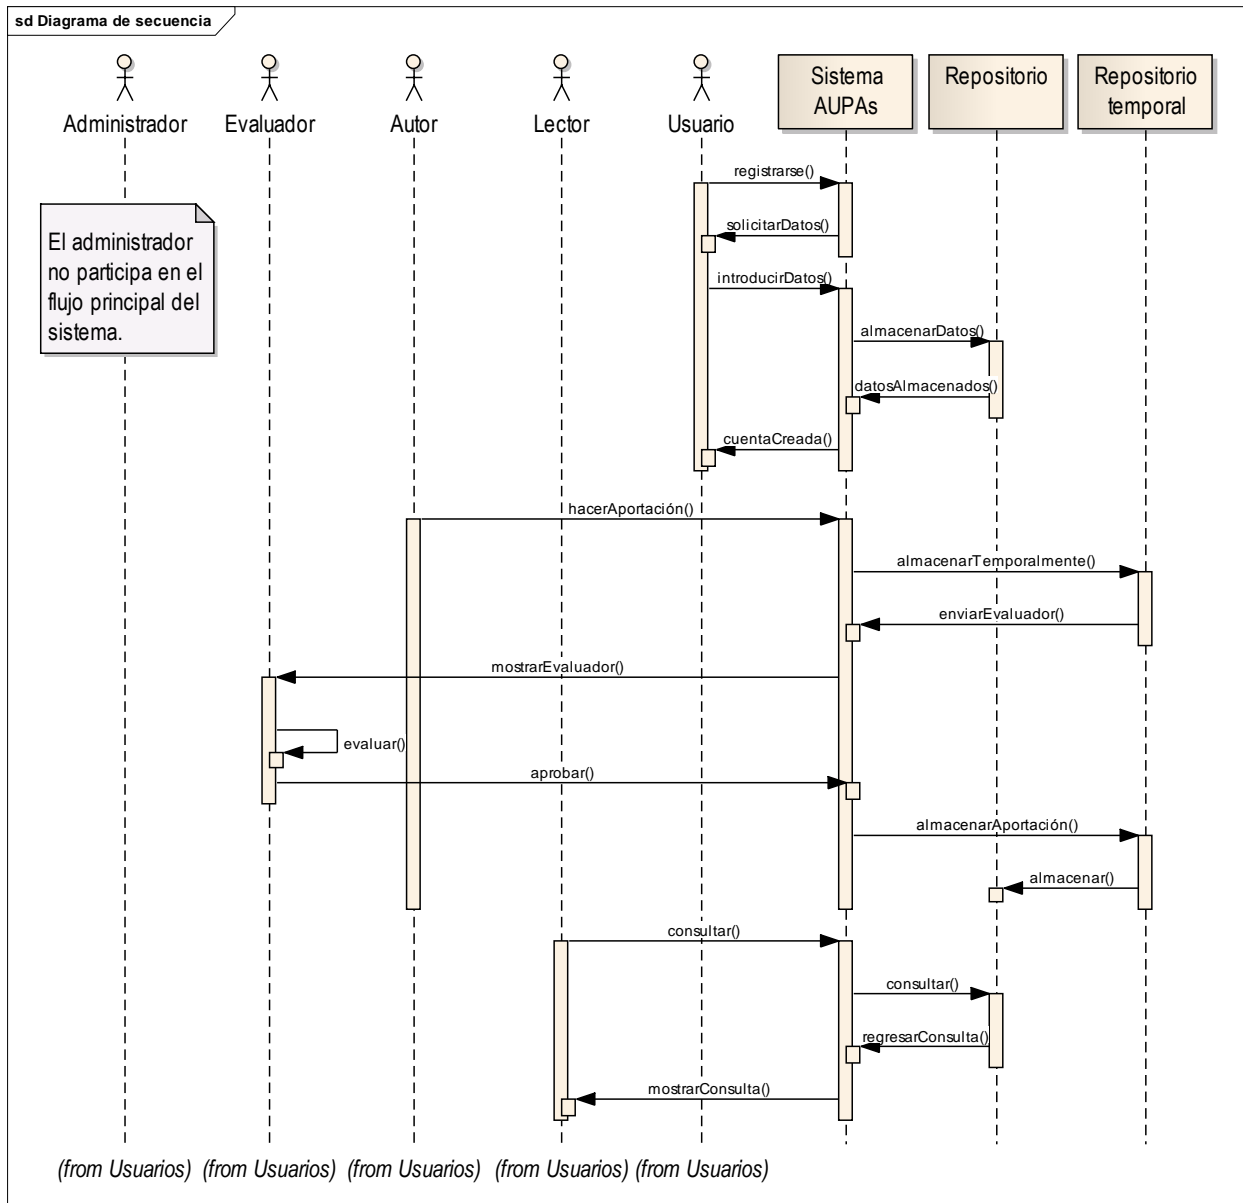 sd Diagrama de secuencia
Administrador
Evaluador
Autor
Lector
Usuario
Sistema
AUPAs
Repositorio
Repositorio
temporal
El administrador
no participa en el
flujo principal del
sistema.
registrarse()
solicitarDatos()
introducirDatos()
almacenarDatos()
datosAlmacenados()
cuentaCreada()
hacerAportación()
almacenarTemporalmente()
enviarEvaluador()
mostrarEvaluador()
evaluar()
aprobar()
almacenarAportación()
almacenar()
consultar()
consultar()
regresarConsulta()
mostrarConsulta()
(from Usuarios)
(from Usuarios)
(from Usuarios)
(from Usuarios)
(from Usuarios)